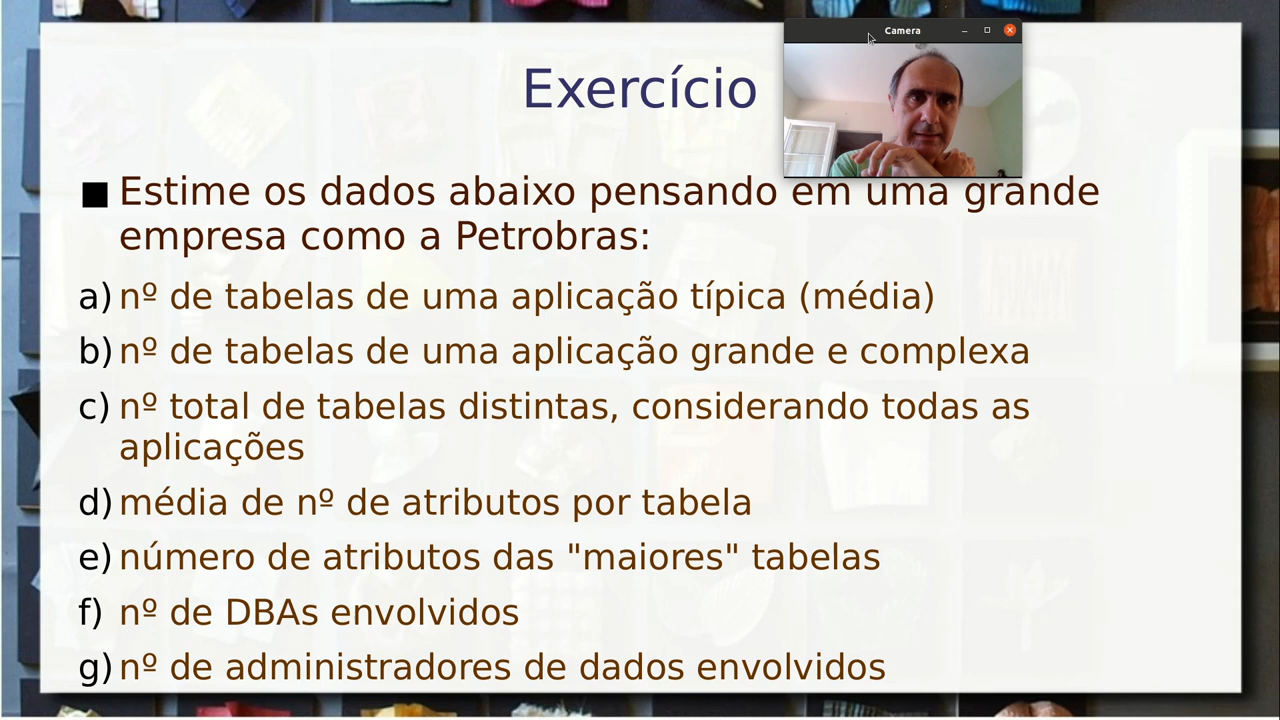 Camera
Exercício
Estime os dados abaixo pensando em uma grande
empresa como a Petrobras:
a) nº de tabelas de uma aplicação típica (média)
b) nº de tabelas de uma aplicação grande e complexa
c) nº total de tabelas distintas, considerando todas as
aplicações
d) média de nº de atributos por tabela
e) número de atributos das "maiores" tabelas
f) nº de DBAs envolvidos
g) nº de administradores de dados envolvidos